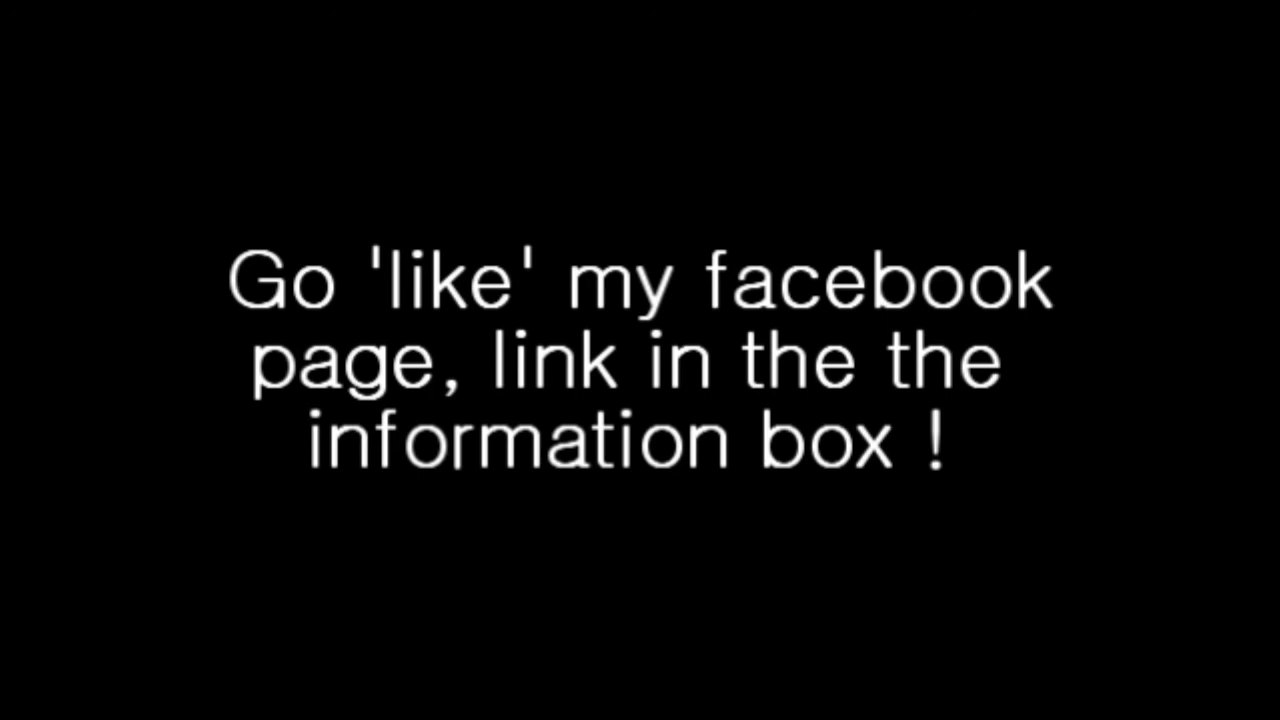 Go 'like' my facebook
page, link in the the
information box !